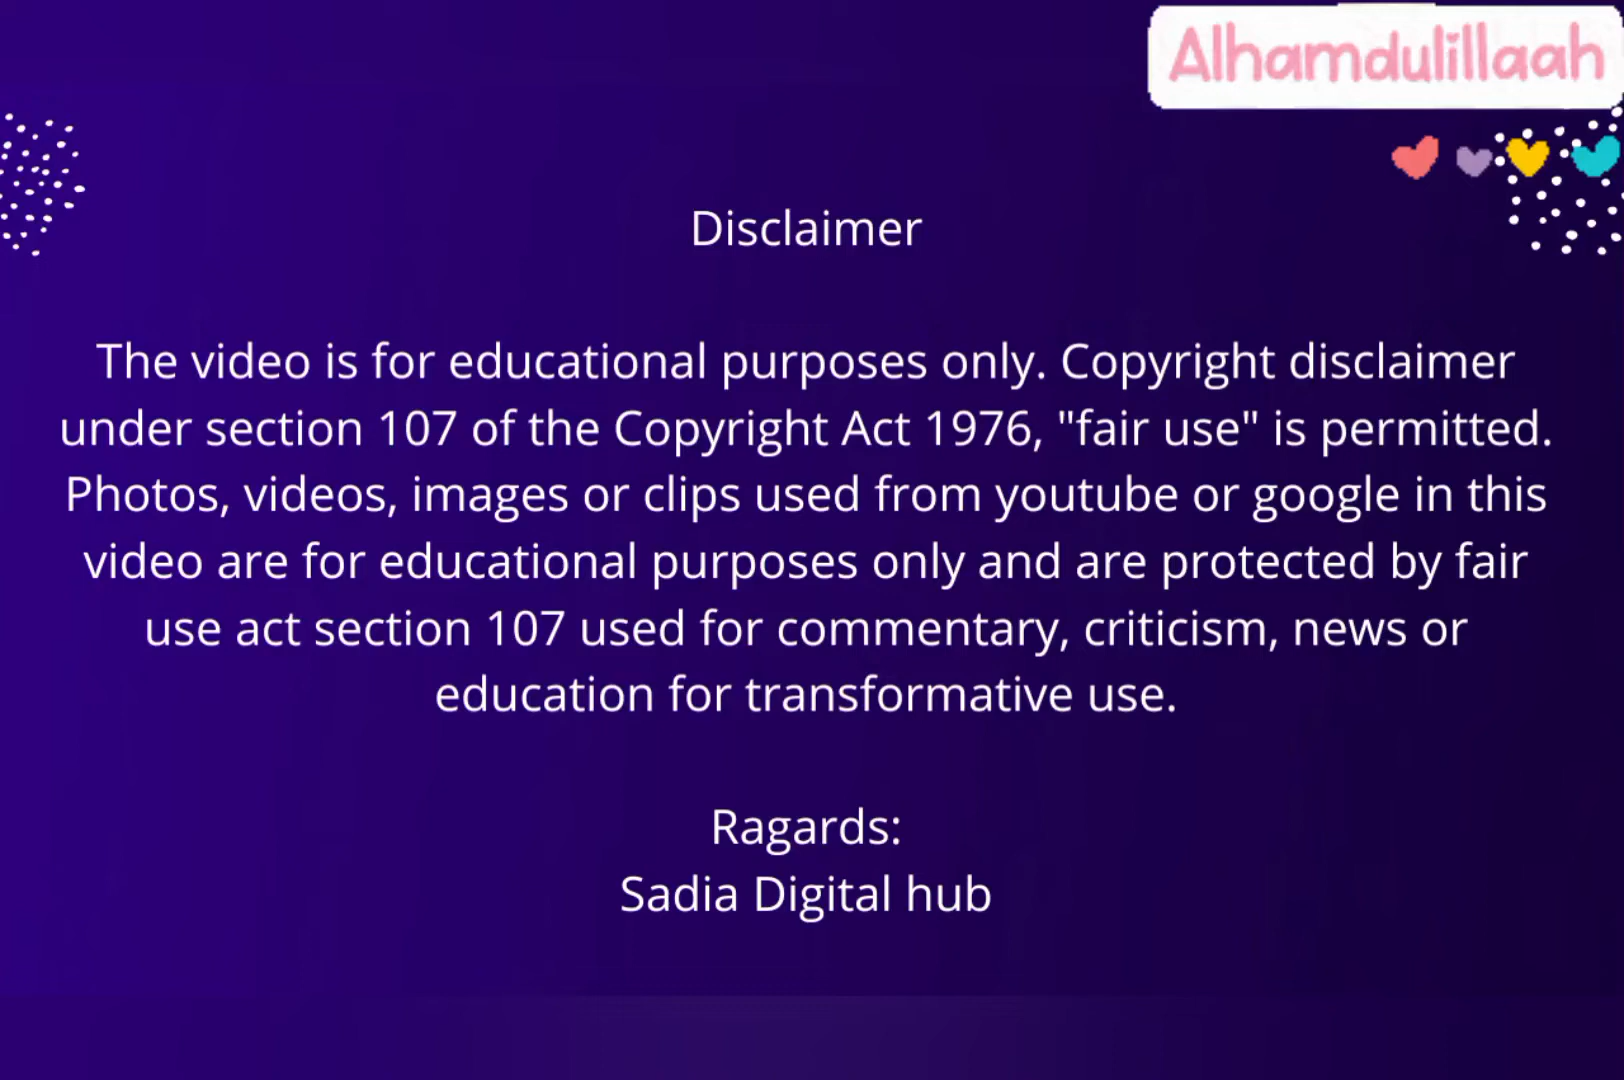 Alhamdulillaah
Disclaimer
The video is for educational purposes only. Copyright disclaimer
under section 107 of the Copyright Act 1976, "fair use" is permitted.
Photos, videos, images or clips used from youtube or google in this
video are for educational purposes only and are protected by fair
use act section 107 used for commentary, criticism, news or
education for transformative use.
Ragards:
Sadia Digital hub